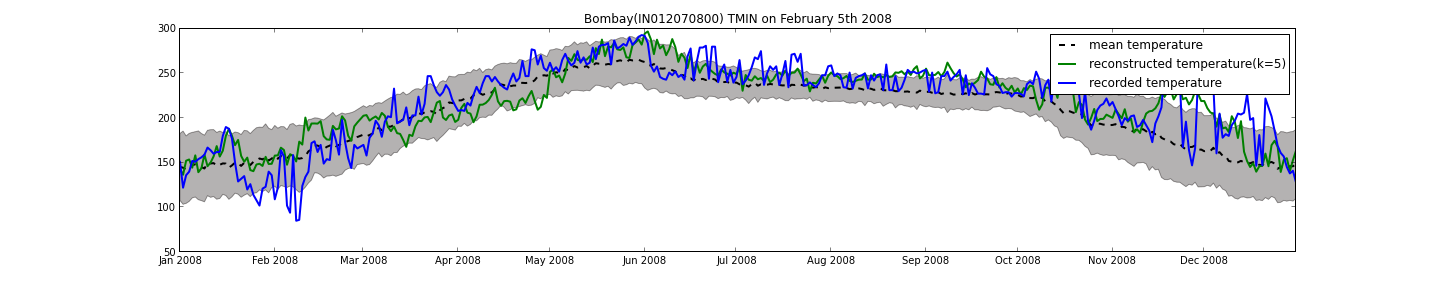 Bombay(IN012070800) TMIN on February 5th 2008
300
250
200
150
100
50
mean temperature
reconstructed temperature(k=5)
recorded temperature
Jan 2008 Feb 2008 Mar 2008 Apr 2008 May 2008 Jun 2008 Jul 2008 Aug 2008 Sep 2008 Oct 2008 Nov 2008 Dec 2008